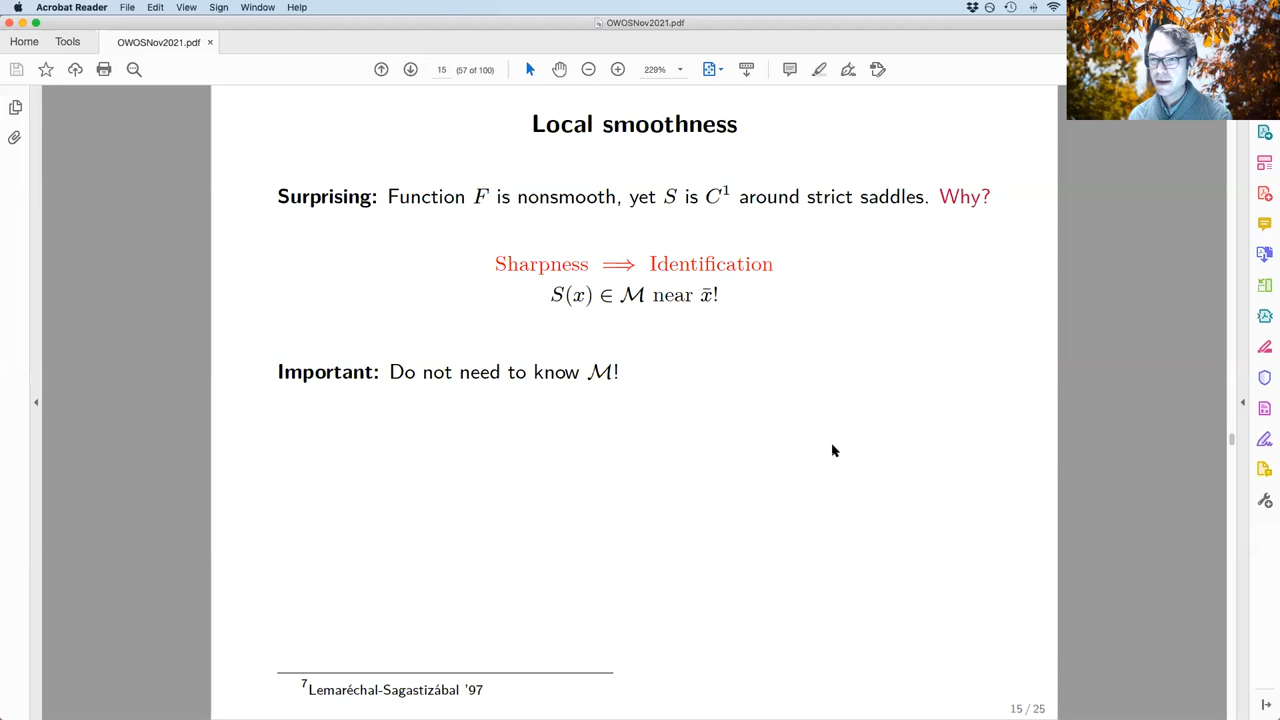 Acrobat Reader File Edit View Sign Window Help
OWOSNov2021.pdf
Home Tools OWOSNov2021.pdf ×
15 (57 of 100) 229%
Local smoothness
Surprising: Function F is nonsmooth, yet S is C¹ around strict saddles. Why?
Sharpness ⟹ Identification
S(x) ∈ ℳ near x̄!
Important: Do not need to know ℳ!
⁷Lemaréchal-Sagastizábal '97
15 / 25